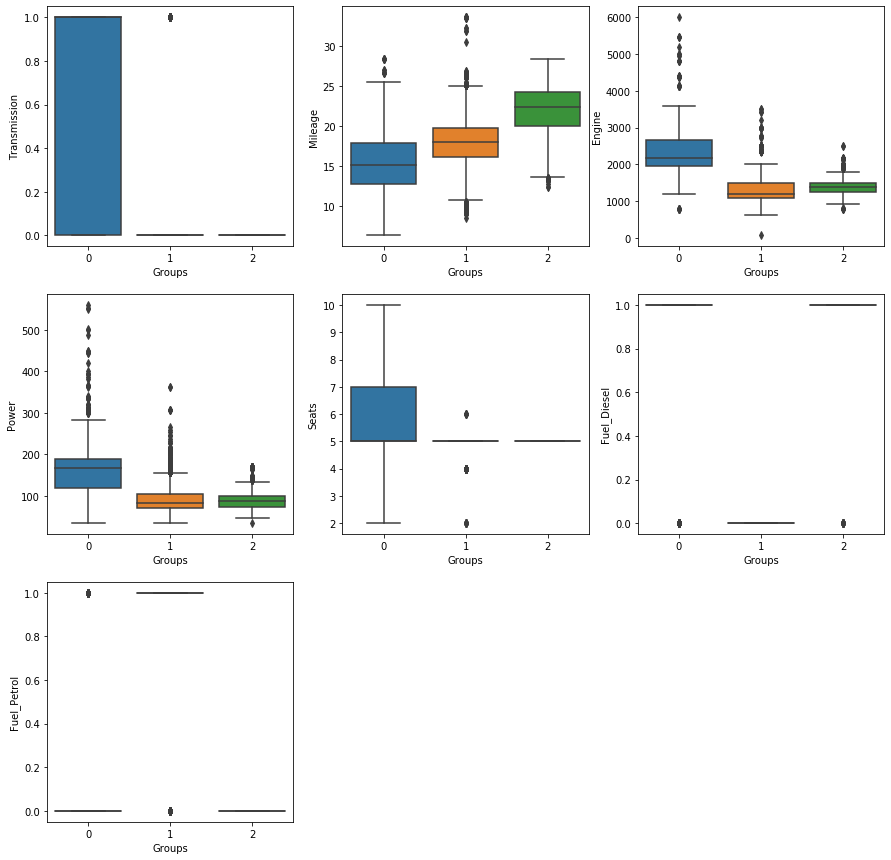 Transmission
1.0
0.8
0.6
0.4
0.2
0.0
0 1 2
Groups
Mileage
30
25
20
15
10
0 1 2
Groups
Engine
6000
5000
4000
3000
2000
1000
0
0 1 2
Groups
Power
500
400
300
200
100
0 1 2
Groups
Seats
10
9
8
7
6
5
4
3
2
0 1 2
Groups
Fuel_Diesel
1.0
0.8
0.6
0.4
0.2
0.0
0 1 2
Groups
Fuel_Petrol
1.0
0.8
0.6
0.4
0.2
0.0
0 1 2
Groups